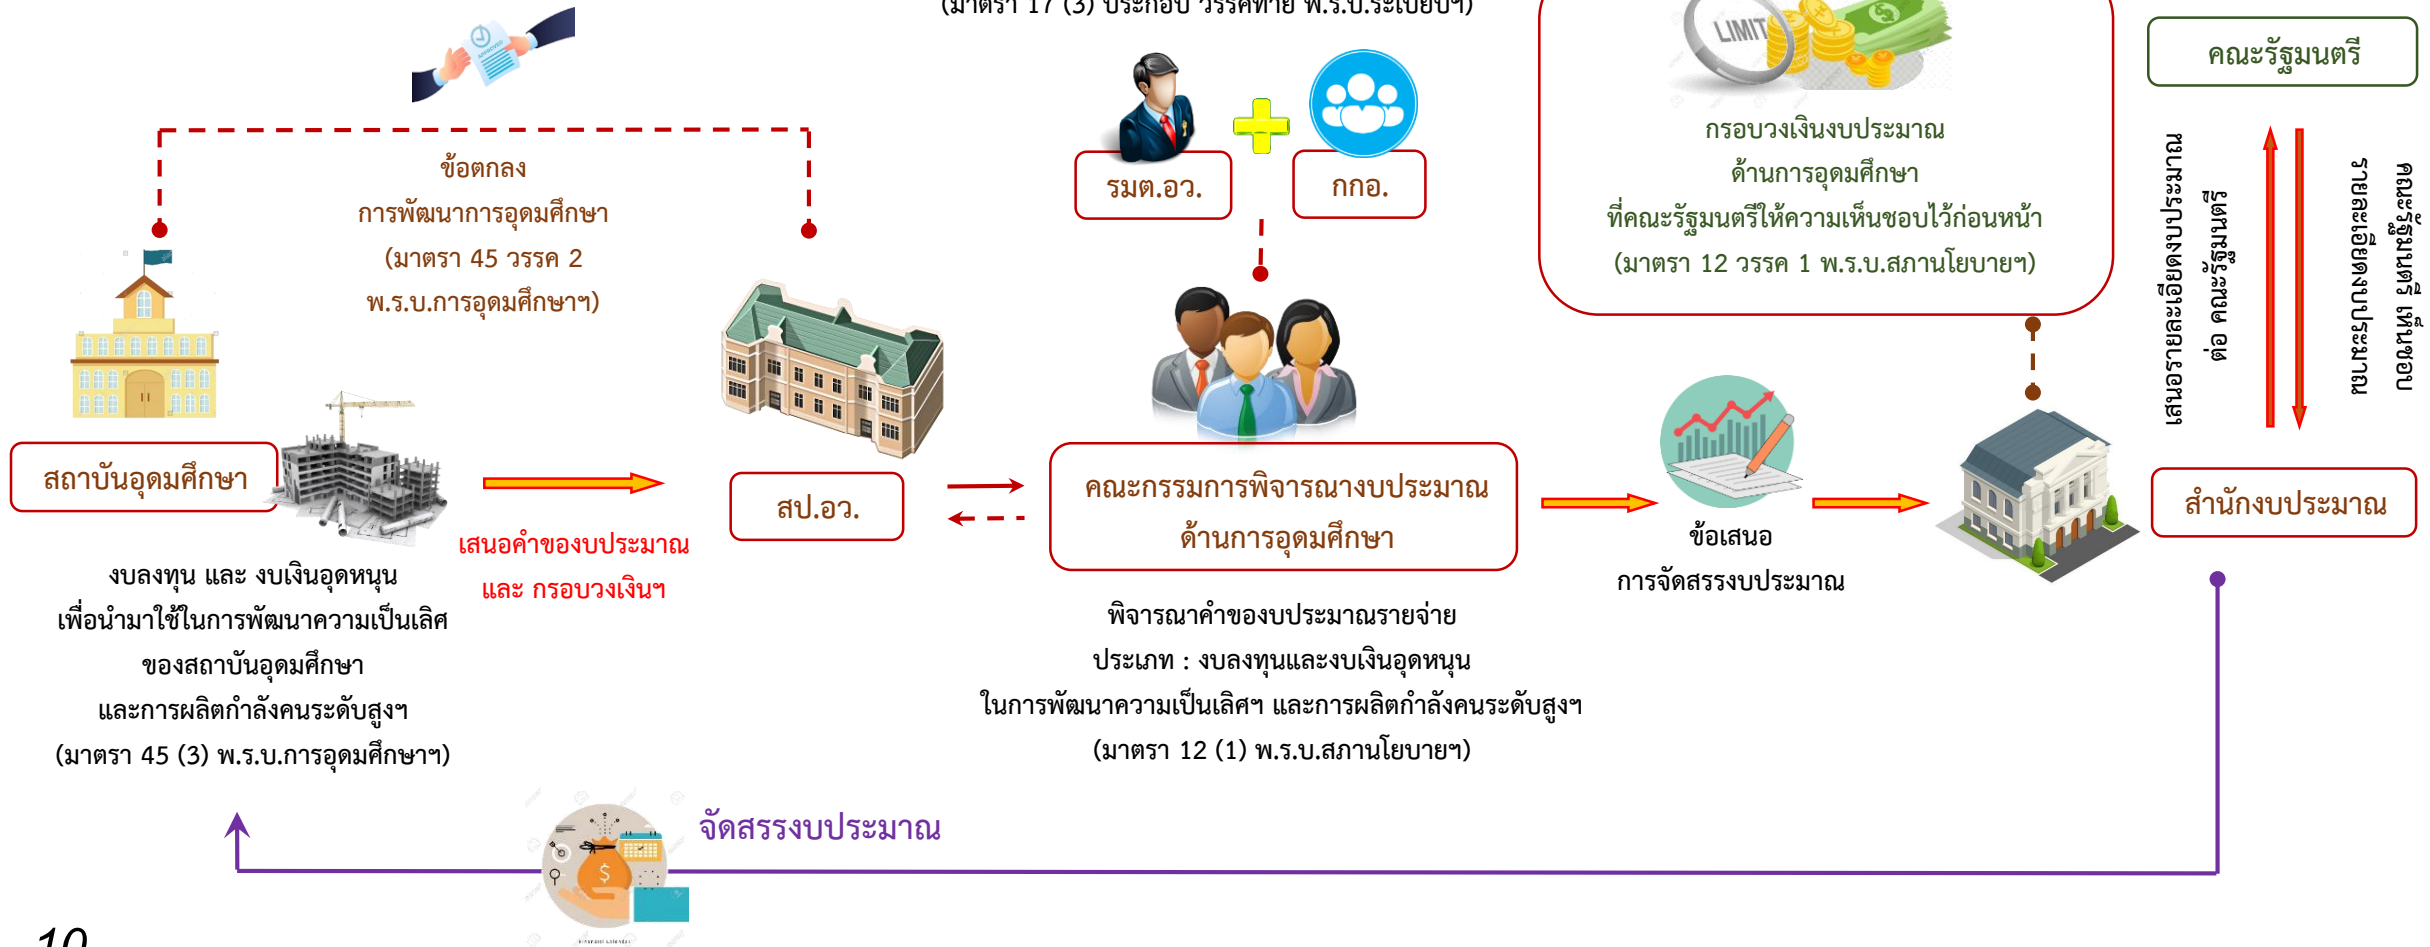 (มาตรา 17 (3) ประกอบ วรรคท้าย พ.ร.บ.ระเบียบฯ)
LIMIT
APPROVED
คณะรัฐมนตรี
กรอบวงเงินงบประมาณ
ด้านการอุดมศึกษา
ที่คณะรัฐมนตรีให้ความเห็นชอบไว้ก่อนหน้า
(มาตรา 12 วรรค 1 พ.ร.บ.สภานโยบายฯ)
ข้อตกลง
การพัฒนาการอุดมศึกษา
(มาตรา 45 วรรค 2
พ.ร.บ.การอุดมศึกษาฯ)
รมต.อว.
กกอ.
เสนอรายละเอียดงบประมาณ
ต่อ คณะรัฐมนตรี
คณะรัฐมนตรี เห็นชอบ
รายละเอียดงบประมาณ
สถาบันอุดมศึกษา
สป.อว.
คณะกรรมการพิจารณางบประมาณ
ด้านการอุดมศึกษา
สำนักงบประมาณ
เสนอคำของบประมาณ
และ กรอบวงเงินฯ
ข้อเสนอ
การจัดสรรงบประมาณ
งบลงทุน และ งบเงินอุดหนุน
เพื่อนำมาใช้ในการพัฒนาความเป็นเลิศ
ของสถาบันอุดมศึกษา
และการผลิตกำลังคนระดับสูงฯ
(มาตรา 45 (3) พ.ร.บ.การอุดมศึกษาฯ)
พิจารณาคำของบประมาณรายจ่าย
ประเภท : งบลงทุนและงบเงินอุดหนุน
ในการพัฒนาความเป็นเลิศฯ และการผลิตกำลังคนระดับสูงฯ
(มาตรา 12 (1) พ.ร.บ.สภานโยบายฯ)
จัดสรรงบประมาณ
10